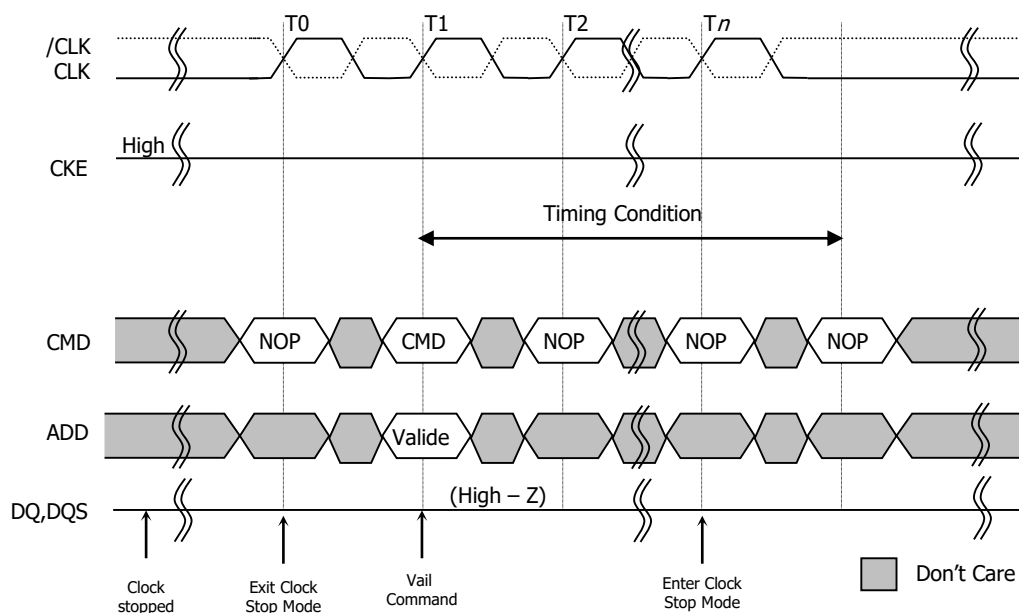 T0 T1 T2 Tn
/CLK
CLK
High
CKE
Timing Condition
CMD NOP CMD NOP NOP NOP
ADD Valide
(High – Z)
DQ,DQS
Clock
stopped
Exit Clock
Stop Mode
Vail
Command
Enter Clock
Stop Mode
Don't Care